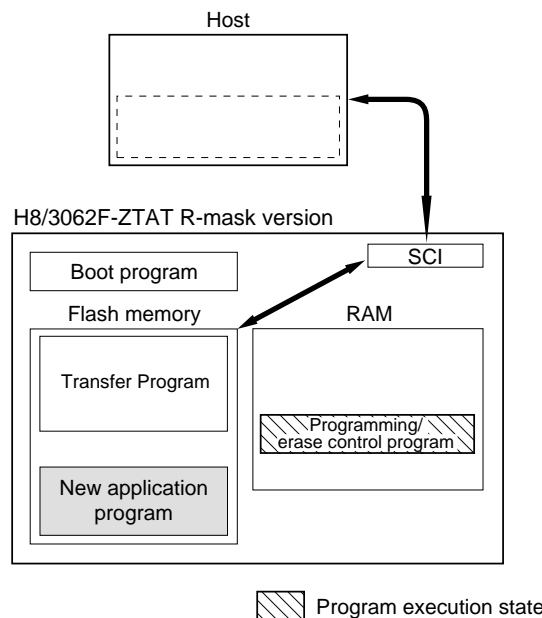 Host
H8/3062F-ZTAT R-mask version
SCI
Boot program
Flash memory
RAM
Transfer Program
Programming/
erase control program
New application
program
Program execution state